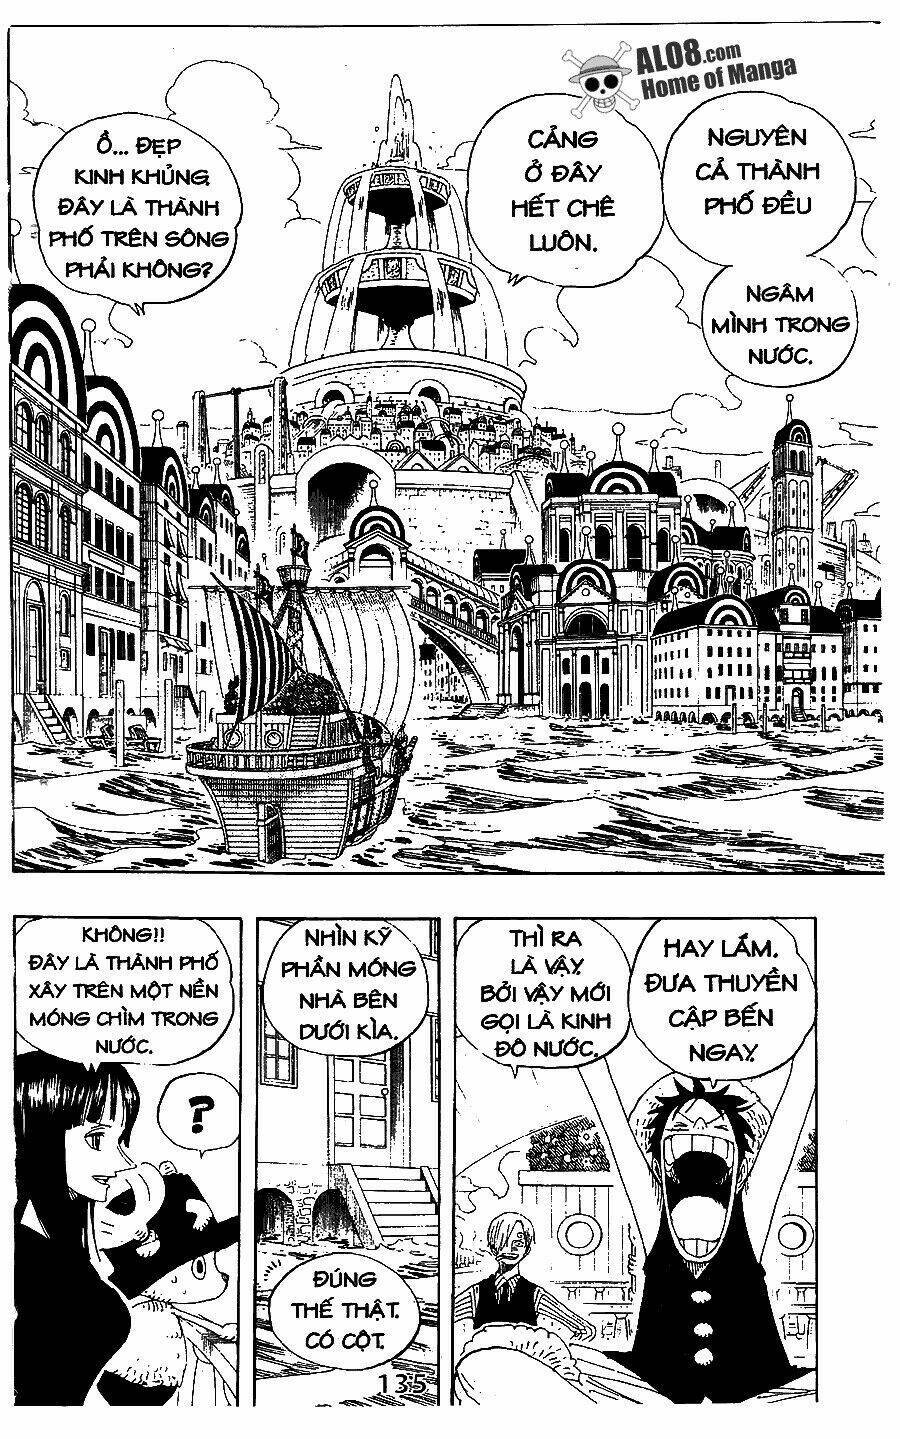 ALO8.com
Home of Manga
Ồ... ĐẸP
KINH KHỦNG.
ĐÂY LÀ THÀNH
PHỐ TRÊN SÔNG
PHẢI KHÔNG?
CẢNG
Ở ĐÂY
HẾT CHÊ
LUÔN.
NGUYÊN
CẢ THÀNH
PHỐ ĐỀU
NGÂM
MÌNH TRONG
NƯỚC.
KHÔNG!!
ĐÂY LÀ THÀNH PHỐ
XÂY TRÊN MỘT NỀN
MÓNG CHÌM TRONG
NƯỚC.
?
NHÌN KỸ
PHẦN MÓNG
NHÀ BÊN
DƯỚI KÌA.
ĐÚNG
THẾ THẬT.
CÓ CỘT.
THÌ RA
LÀ VẬY.
BỞI VẬY MỚI
GỌI LÀ KINH
ĐÔ NƯỚC.
HAY LẮM.
ĐƯA THUYỀN
CẬP BẾN
NGAY.
135